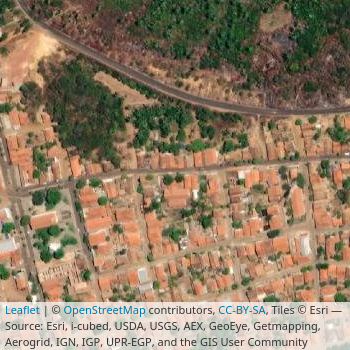 Leaflet | © OpenStreetMap contributors, CC-BY-SA, Tiles © Esri —
Source: Esri, i-cubed, USDA, USGS, AEX, GeoEye, Getmapping,
Aerogrid, IGN, IGP, UPR-EGP, and the GIS User Community